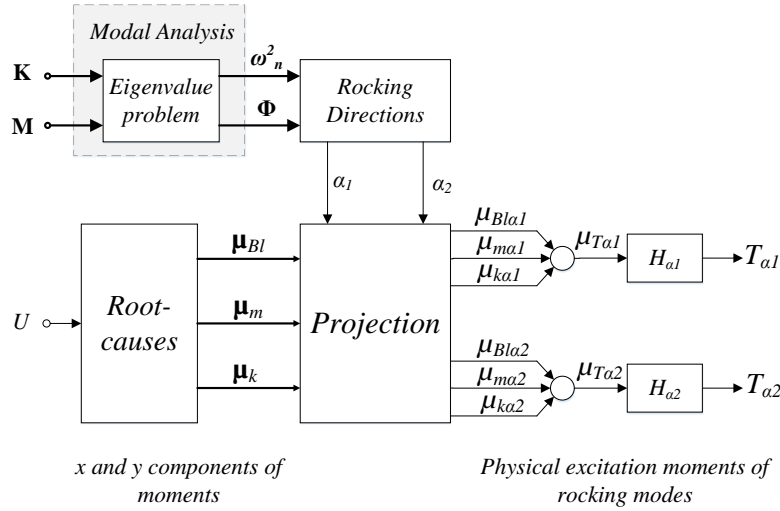 Modal Analysis
K
M
Eigenvalue
problem
ω²ₙ
Φ
Rocking
Directions
α1
α2
U
Root-
causes
μBl
μm
μk
Projection
μBlα1
μmα1
μkα1
μTα1
Hα1
Tα1
μBlα2
μmα2
μkα2
μTα2
Hα2
Tα2
x and y components of
moments
Physical excitation moments of
rocking modes